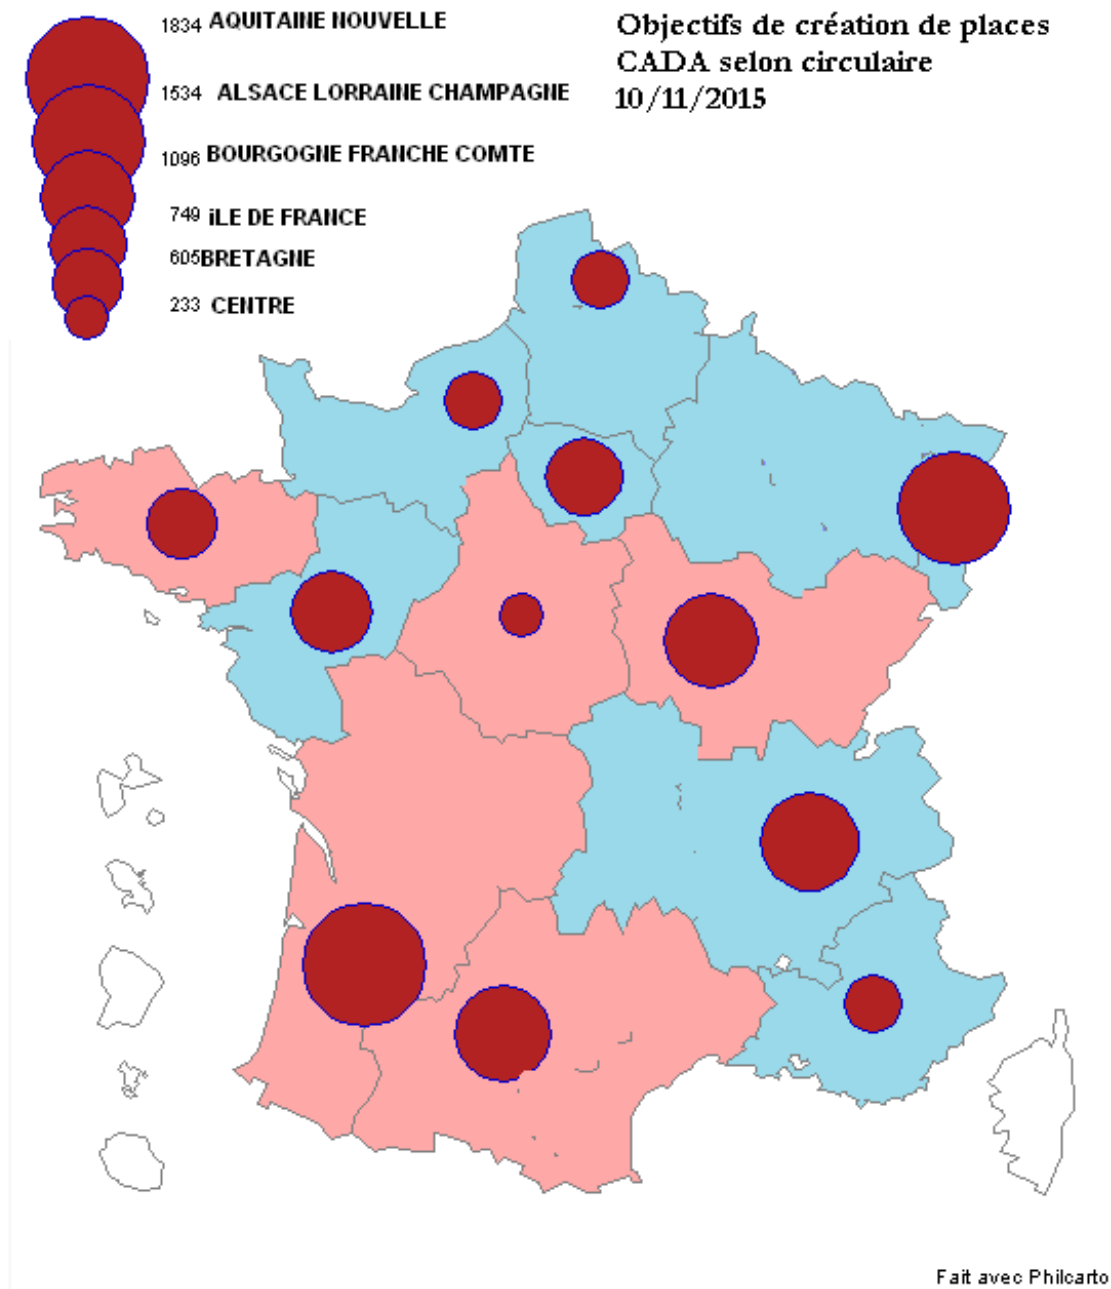 1834 AQUITAINE NOUVELLE
1534 ALSACE LORRAINE CHAMPAGNE
1096 BOURGOGNE FRANCHE COMTE
749 iLE DE FRANCE
605BRETAGNE
233 CENTRE
Objectifs de création de places
CADA selon circulaire
10/11/2015
Fait avec Philcarto